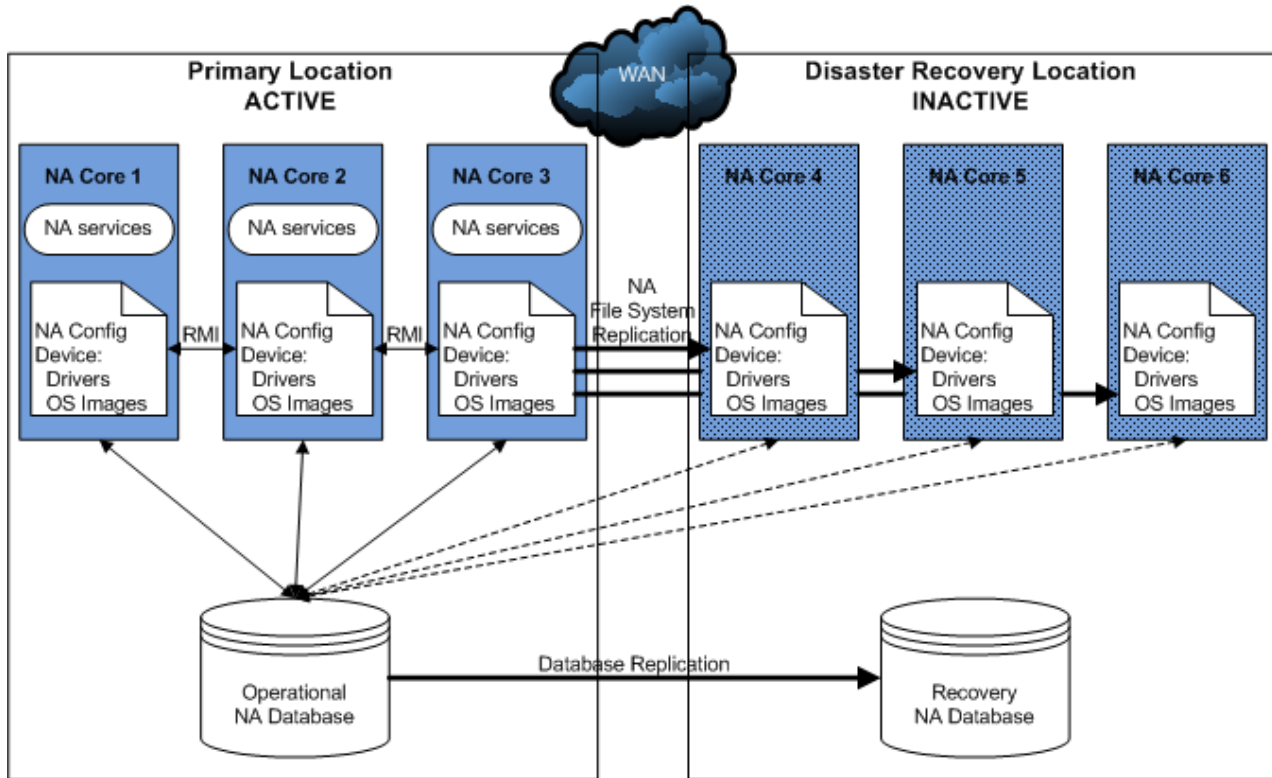 WAN
Primary Location
ACTIVE
Disaster Recovery Location
INACTIVE
NA Core 1
NA services
NA Config
Device:
Drivers
OS Images
RMI
NA Core 2
NA services
NA Config
Device:
Drivers
OS Images
RMI
NA Core 3
NA services
NA Config
Device:
Drivers
OS Images
NA
File System
Replication
NA Core 4
NA Config
Device:
Drivers
OS Images
NA Core 5
NA Config
Device:
Drivers
OS Images
NA Core 6
NA Config
Device:
Drivers
OS Images
Operational
NA Database
Database Replication
Recovery
NA Database